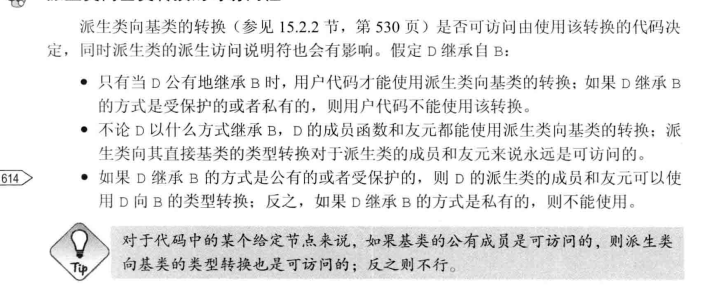 派生类向基类的转换（参见 15.2.2 节，第 530 页）是否可访问由使用该转换的代码决
定，同时派生类的派生访问说明符也会有影响。假定 D 继承自 B：
• 只有当 D 公有地继承 B 时，用户代码才能使用派生类向基类的转换；如果 D 继承 B
的方式是受保护的或者私有的，则用户代码不能使用该转换。
• 不论 D 以什么方式继承 B，D 的成员函数和友元都能使用派生类向基类的转换；派
生类向其直接基类的类型转换对于派生类的成员和友元来说永远是可访问的。
614
• 如果 D 继承 B 的方式是公有的或者受保护的，则 D 的派生类的成员和友元可以使
用 D 向 B 的类型转换；反之，如果 D 继承 B 的方式是私有的，则不能使用。
Tip
对于代码中的某个给定节点来说，如果基类的公有成员是可访问的，则派生类
向基类的类型转换也是可访问的；反之则不行。